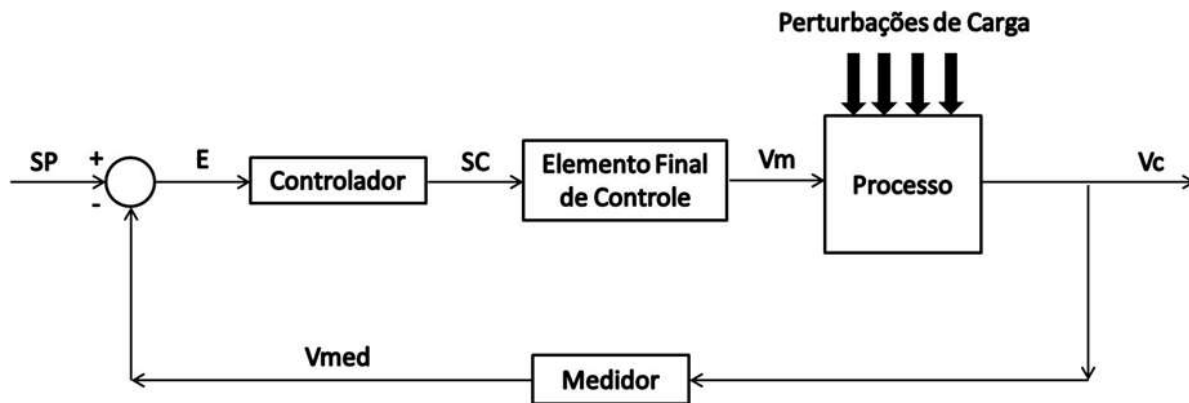 Perturbações de Carga
SP
+
-
E
Controlador
SC
Elemento Final
de Controle
Vm
Processo
Vc
Vmed
Medidor